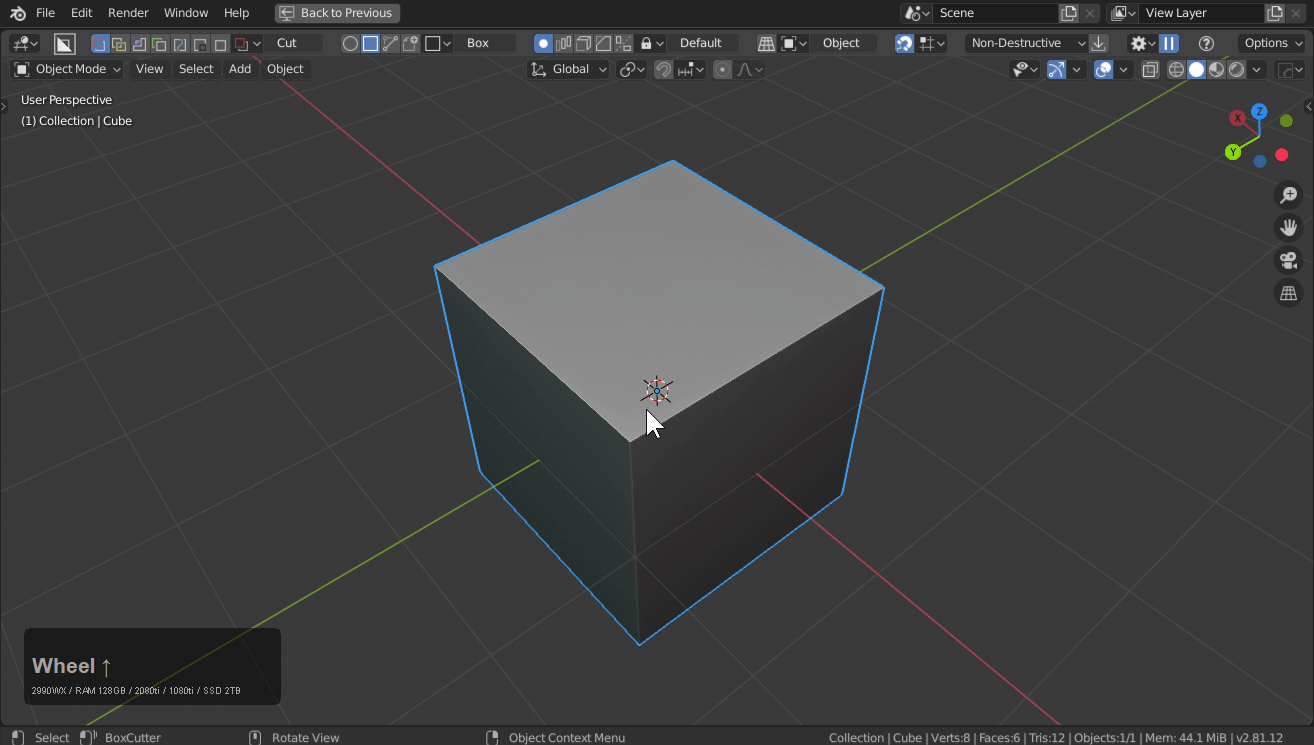 File Edit Render Window Help Back to Previous Scene View Layer
Cut Box Default Object Non-Destructive Options
Object Mode View Select Add Object Global
User Perspective
(1) Collection | Cube
Z
X
Y
Wheel ↑
2990WX / RAM 128GB / 2080ti / 1080ti / SSD 2TB
Select BoxCutter Rotate View Object Context Menu Collection | Cube | Verts:8 | Faces:6 | Tris:12 | Objects:1/1 | Mem: 44.1 MiB | v2.81.12